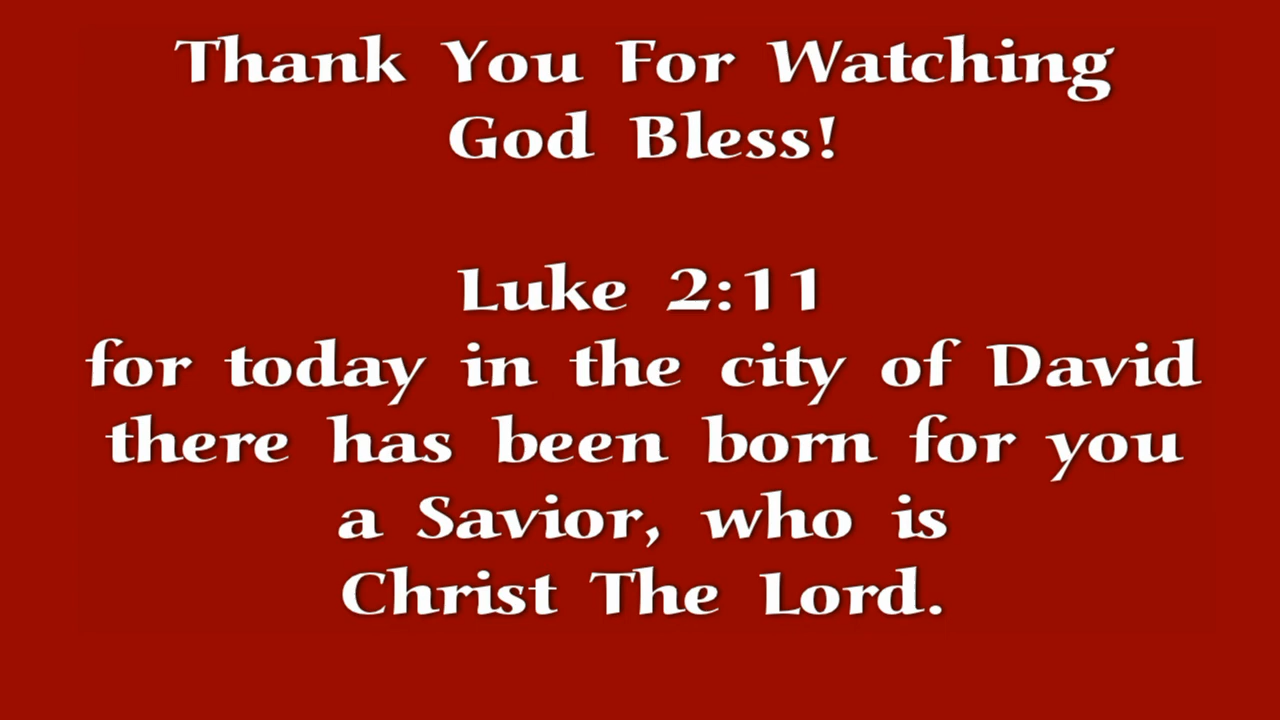 Thank You For Watching
God Bless!
Luke 2:11
for today in the city of David
there has been born for you
a Savior, who is
Christ The Lord.